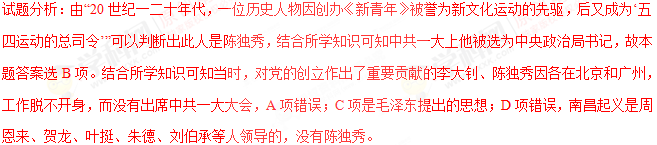 试题分析：由“20 世纪一二十年代，一位历史人物因创办《新青年》被誉为新文化运动的先驱，后又成为‘五
四运动的总司令’”可以判断出此人是陈独秀，结合所学知识可知中共一大上他被选为中央政治局书记，故本
题答案选 B 项。结合所学知识可知当时，对党的创立作出了重要贡献的李大钊、陈独秀因各在北京和广州，
工作脱不开身，而没有出席中共一大大会，A 项错误；C 项是毛泽东提出的思想；D 项错误，南昌起义是周
恩来、贺龙、叶挺、朱德、刘伯承等人领导的，没有陈独秀。